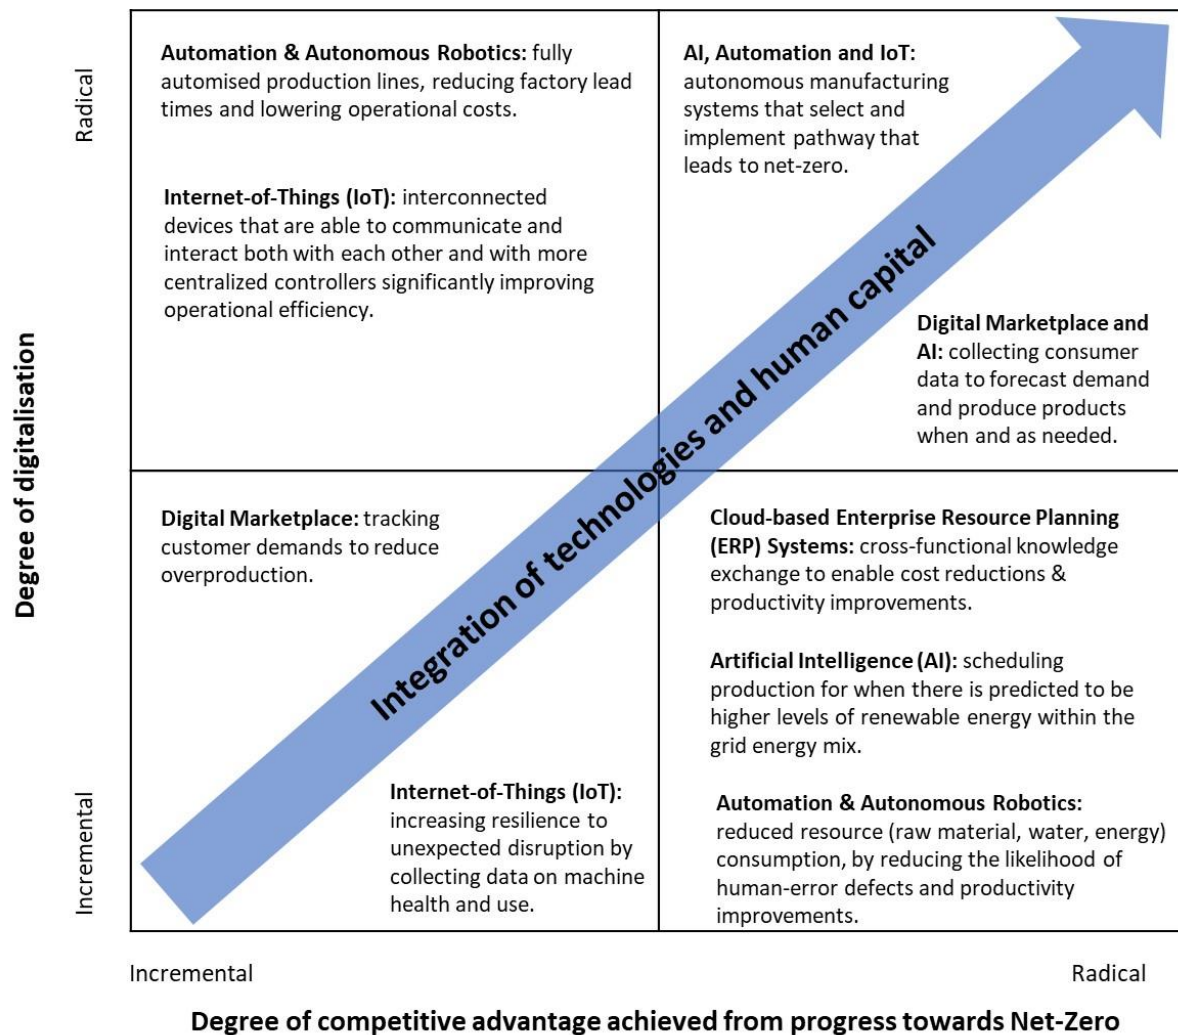 Radical
Incremental
Degree of digitalisation
Automation & Autonomous Robotics: fully
automised production lines, reducing factory lead
times and lowering operational costs.
Internet-of-Things (IoT): interconnected
devices that are able to communicate and
interact both with each other and with more
centralized controllers significantly improving
operational efficiency.
AI, Automation and IoT:
autonomous manufacturing
systems that select and
implement pathway that
leads to net-zero.
Digital Marketplace and
AI: collecting consumer
data to forecast demand
and produce products
when and as needed.
Integration of technologies and human capital
Digital Marketplace: tracking
customer demands to reduce
overproduction.
Internet-of-Things (IoT):
increasing resilience to
unexpected disruption by
collecting data on machine
health and use.
Cloud-based Enterprise Resource Planning
(ERP) Systems: cross-functional knowledge
exchange to enable cost reductions &
productivity improvements.
Artificial Intelligence (AI): scheduling
production for when there is predicted to be
higher levels of renewable energy within the
grid energy mix.
Automation & Autonomous Robotics:
reduced resource (raw material, water, energy)
consumption, by reducing the likelihood of
human-error defects and productivity
improvements.
Incremental
Radical
Degree of competitive advantage achieved from progress towards Net-Zero